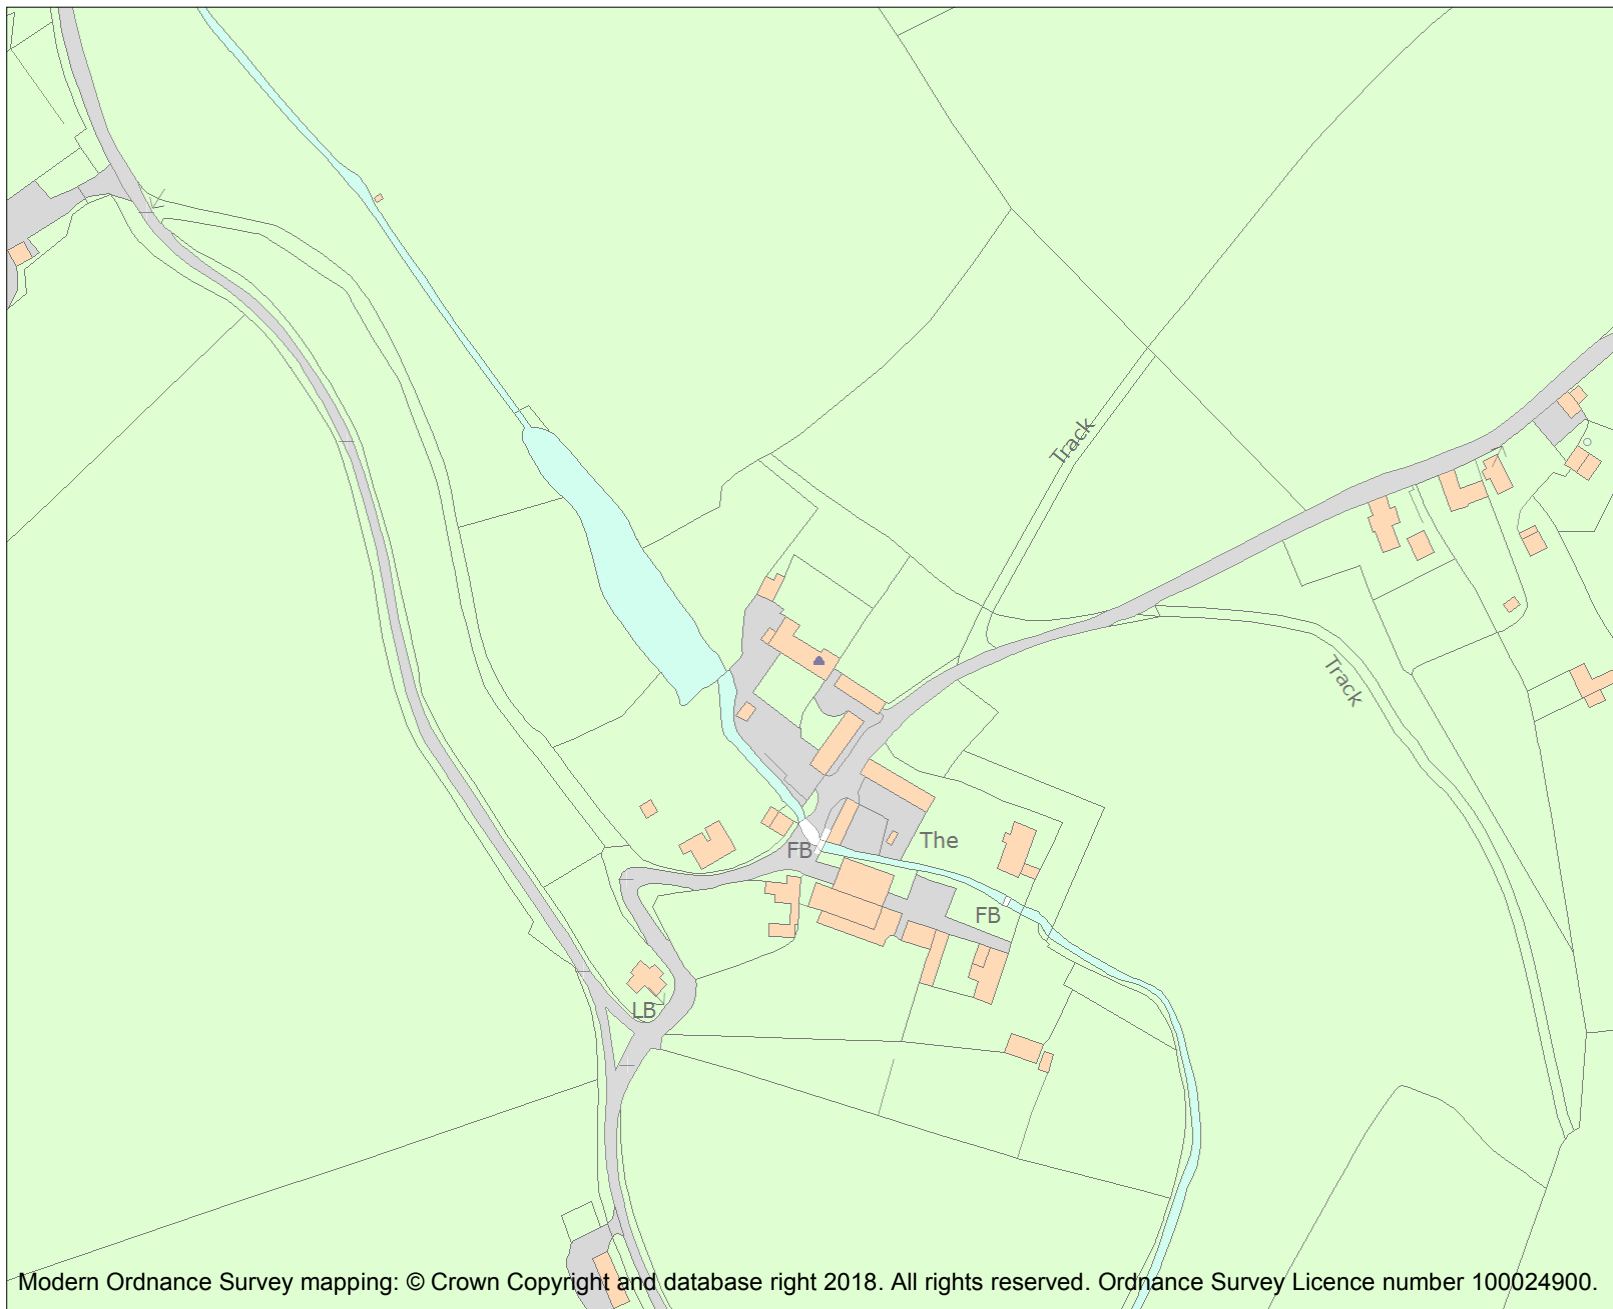 Track
Track
The
FB
FB
LB
Modern Ordnance Survey mapping: © Crown Copyright and database right 2018. All rights reserved. Ordnance Survey Licence number 100024900.